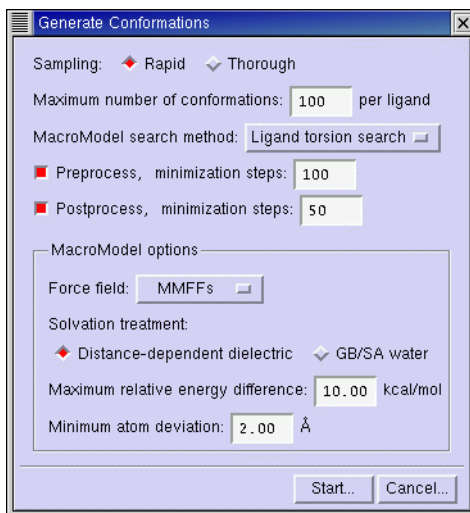 Generate Conformations
Sampling: Rapid Thorough
Maximum number of conformations: 100 per ligand
MacroModel search method: Ligand torsion search
Preprocess, minimization steps: 100
Postprocess, minimization steps: 50
MacroModel options
Force field: MMFFs
Solvation treatment:
Distance-dependent dielectric GB/SA water
Maximum relative energy difference: 10.00 kcal/mol
Minimum atom deviation: 2.00 Å
Start... Cancel...